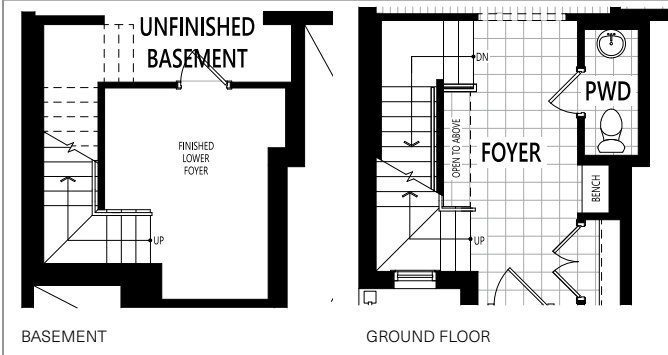 UNFINISHED
BASEMENT
FINISHED
LOWER
FOYER
UP
BASEMENT
DN
PWD
OPEN TO ABOVE
FOYER
BENCH
UP
GROUND FLOOR